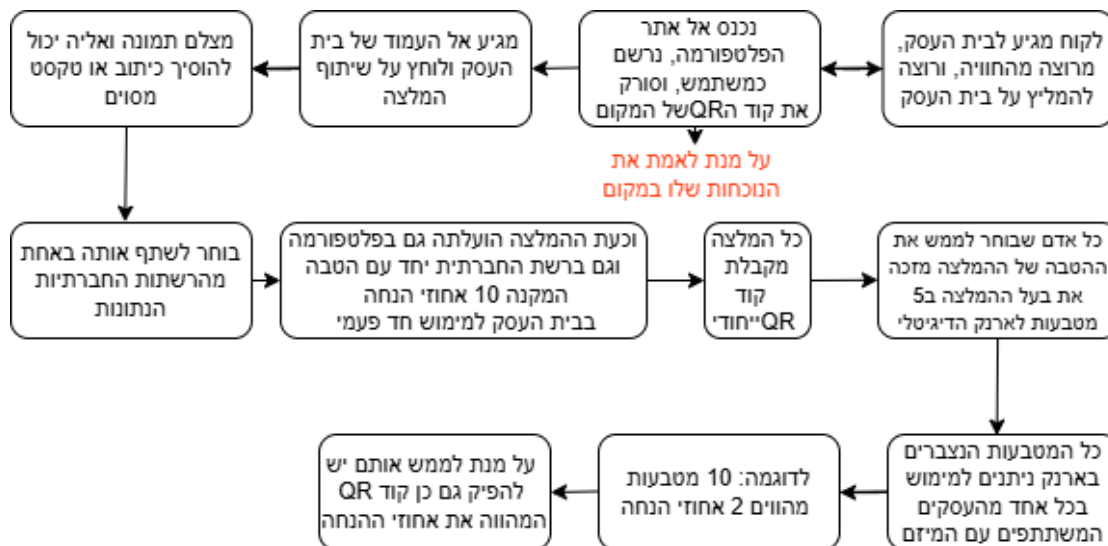 לקוח מגיע לבית העסק,
מרוצה מהחוויה, ורוצה
להמליץ על בית העסק
נכנס אל אתר
הפלטפורמה, נרשם
כמשתמש, וסורק
את קוד הQRשל המקום
על מנת לאמת את
הנוכחות שלו במקום
מגיע אל העמוד של בית
העסק ולוחץ על שיתוף
המלצה
מצלם תמונה ואליה יכול
להוסיך כיתוב או טקסט
מסוים
בוחר לשתף אותה באחת
מהרשתות החברתיות
הנתונות
וכעת ההמלצה הועלתה גם בפלטפורמה
וגם ברשת החברתית יחד עם הטבה
המקנה 10 אחוזי הנחה
בבית העסק למימוש חד פעמי
כל המלצה
מקבלת
קוד
QRייחודי
כל אדם שבוחר לממש את
ההטבה של ההמלצה מזכה
את בעל ההמלצה ב5
מטבעות לארנק הדיגיטלי
כל המטבעות הנצברים
בארנק ניתנים למימוש
בכל אחד מהעסקים
המשתתפים עם המיזם
לדוגמה: 10 מטבעות
מהווים 2 אחוזי הנחה
על מנת לממש אותם יש
להפיק גם כן קוד QR
המהווה את אחוזי ההנחה